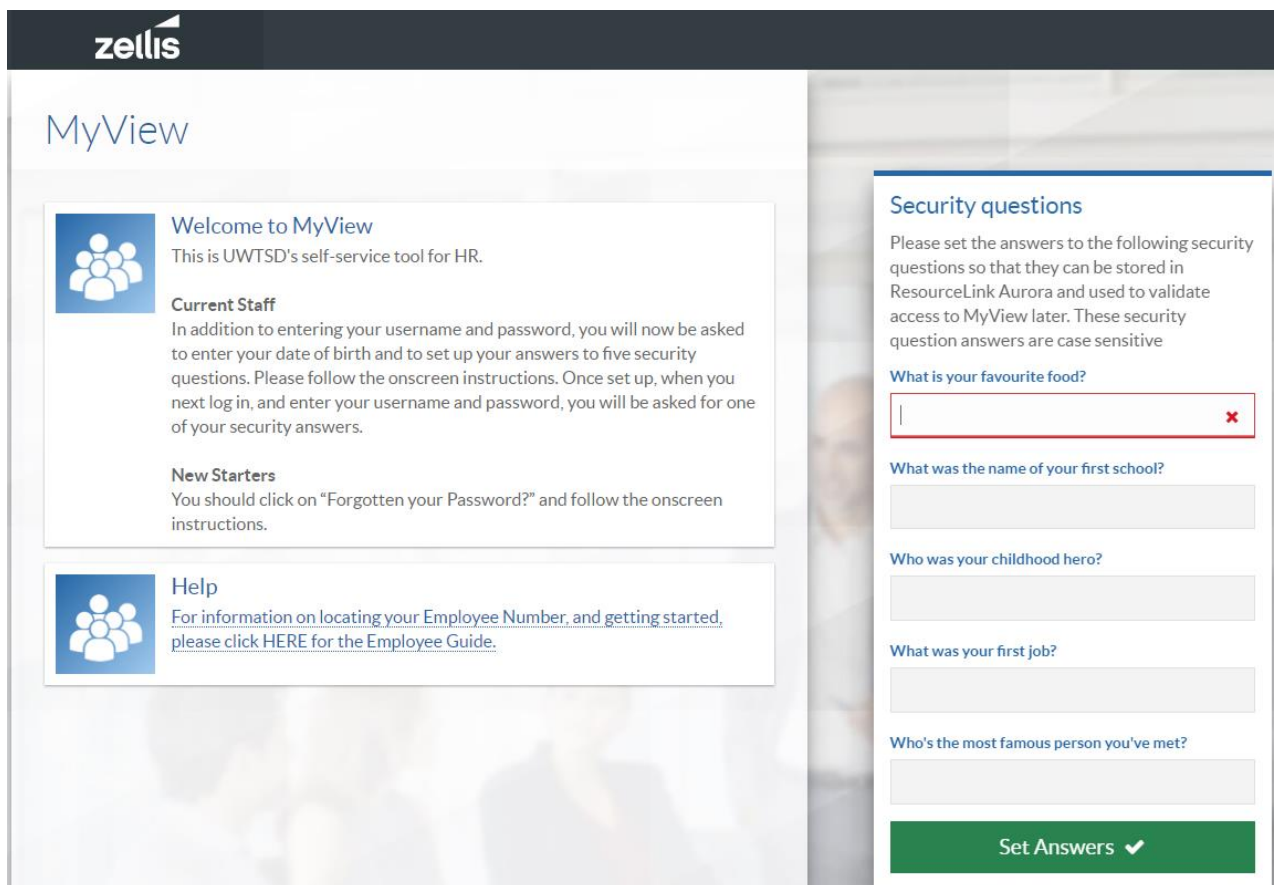 zellis
MyView
Welcome to MyView
This is UWTSD's self-service tool for HR.
Current Staff
In addition to entering your username and password, you will now be asked
to enter your date of birth and to set up your answers to five security
questions. Please follow the onscreen instructions. Once set up, when you
next log in, and enter your username and password, you will be asked for one
of your security answers.
New Starters
You should click on “Forgotten your Password?” and follow the onscreen
instructions.
Help
For information on locating your Employee Number, and getting started,
please click HERE for the Employee Guide.
Security questions
Please set the answers to the following security
questions so that they can be stored in
ResourceLink Aurora and used to validate
access to MyView later. These security
question answers are case sensitive
What is your favourite food?
What was the name of your first school?
Who was your childhood hero?
What was your first job?
Who's the most famous person you've met?
Set Answers